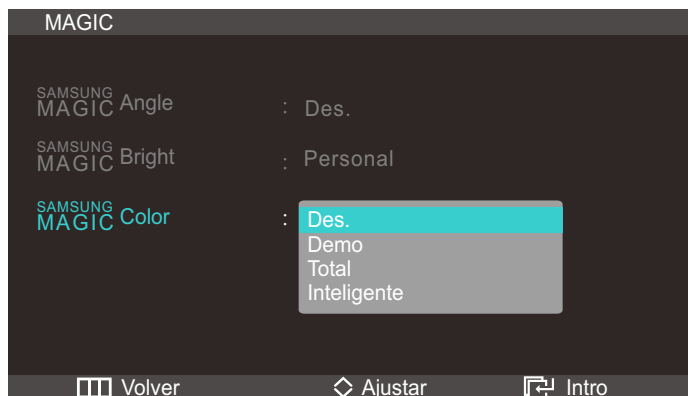 MAGIC
SAMSUNG
MAGIC Angle : Des.
SAMSUNG
MAGIC Bright : Personal
SAMSUNG
MAGIC Color : Des.
Demo
Total
Inteligente
Volver Ajustar Intro